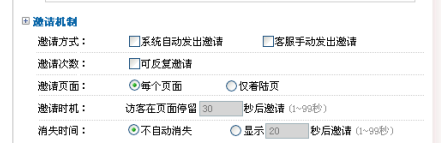 邀请机制
邀请方式： 系统自动发出邀请 客服手动发出邀请
邀请次数： 可反复邀请
邀请页面： 每个页面 仅着陆页
邀请时机： 访客在页面停留 30 秒后邀请 (1~99秒)
消失时间： 不自动消失 显示 20 秒后邀请 (1~99秒)